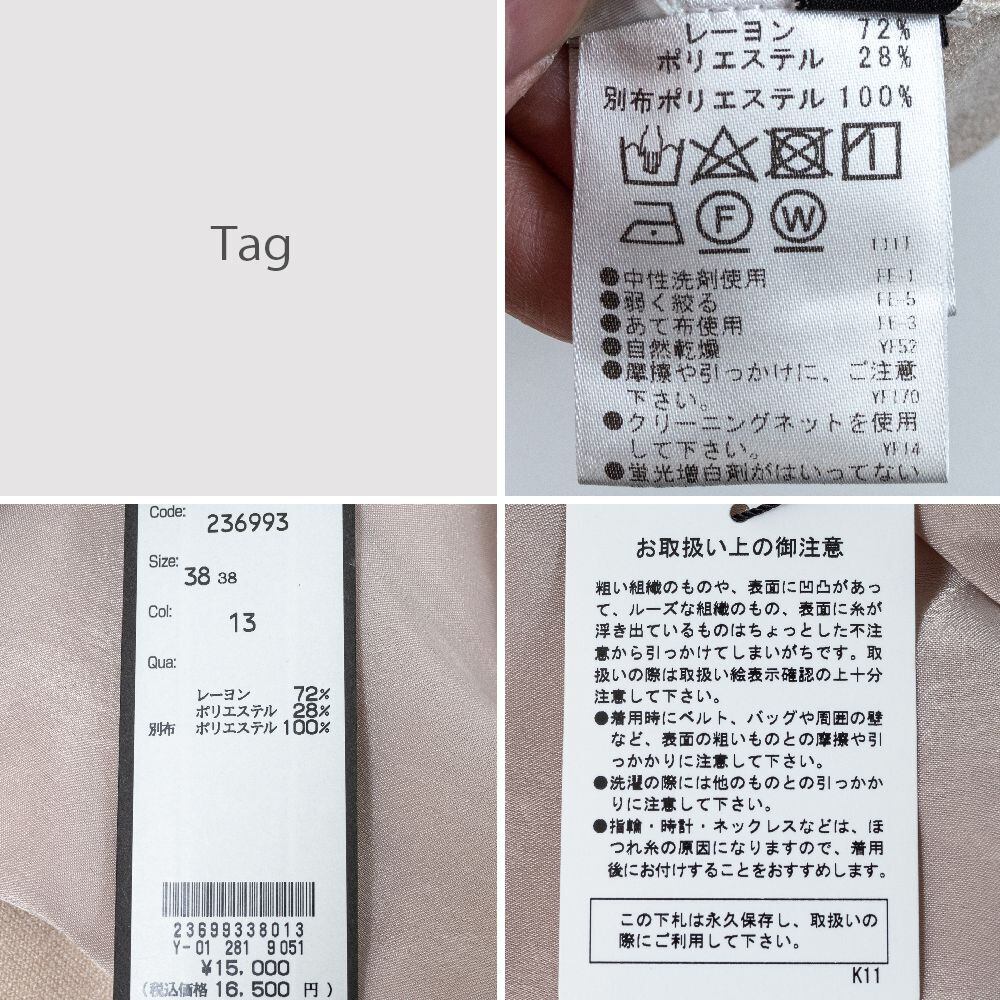 Tag
レーヨン 72%
ポリエステル 28%
別布ポリエステル 100%
F
W
●中性洗剤使用
●弱く絞る
●あて布使用
●自然乾燥 YF52
●摩擦や引っかけに、ご注意
下さい。 YF170
●クリーニングネットを使用
して下さい。 YF14
●蛍光増白剤がはいってない
Code: 236993
Size: 38 38
Col: 13
Qua:
レーヨン 72%
ポリエステル 28%
別布 ポリエステル 100%
23699338013
Y-01 281 9051
¥15,000
(税込価格 16,500 円)
お取扱い上の御注意
粗い組織のものや、表面に凹凸があっ
て、ルーズな組織のもの、表面に糸が
浮き出ているものはちょっとした不注
意から引っかけてしまいがちです。取
扱いの際は取扱い絵表示確認の上十分
注意して下さい。
●着用時にベルト、バッグや周囲の壁
など、表面の粗いものとの摩擦や引
っかかりに注意して下さい。
●洗濯の際には他のものとの引っかか
りに注意して下さい。
●指輪・時計・ネックレスなどは、ほ
つれ糸の原因になりますので、着用
後にお付けすることをおすすめします。
この下札は永久保存し、取扱いの
際にご利用して下さい。
K11